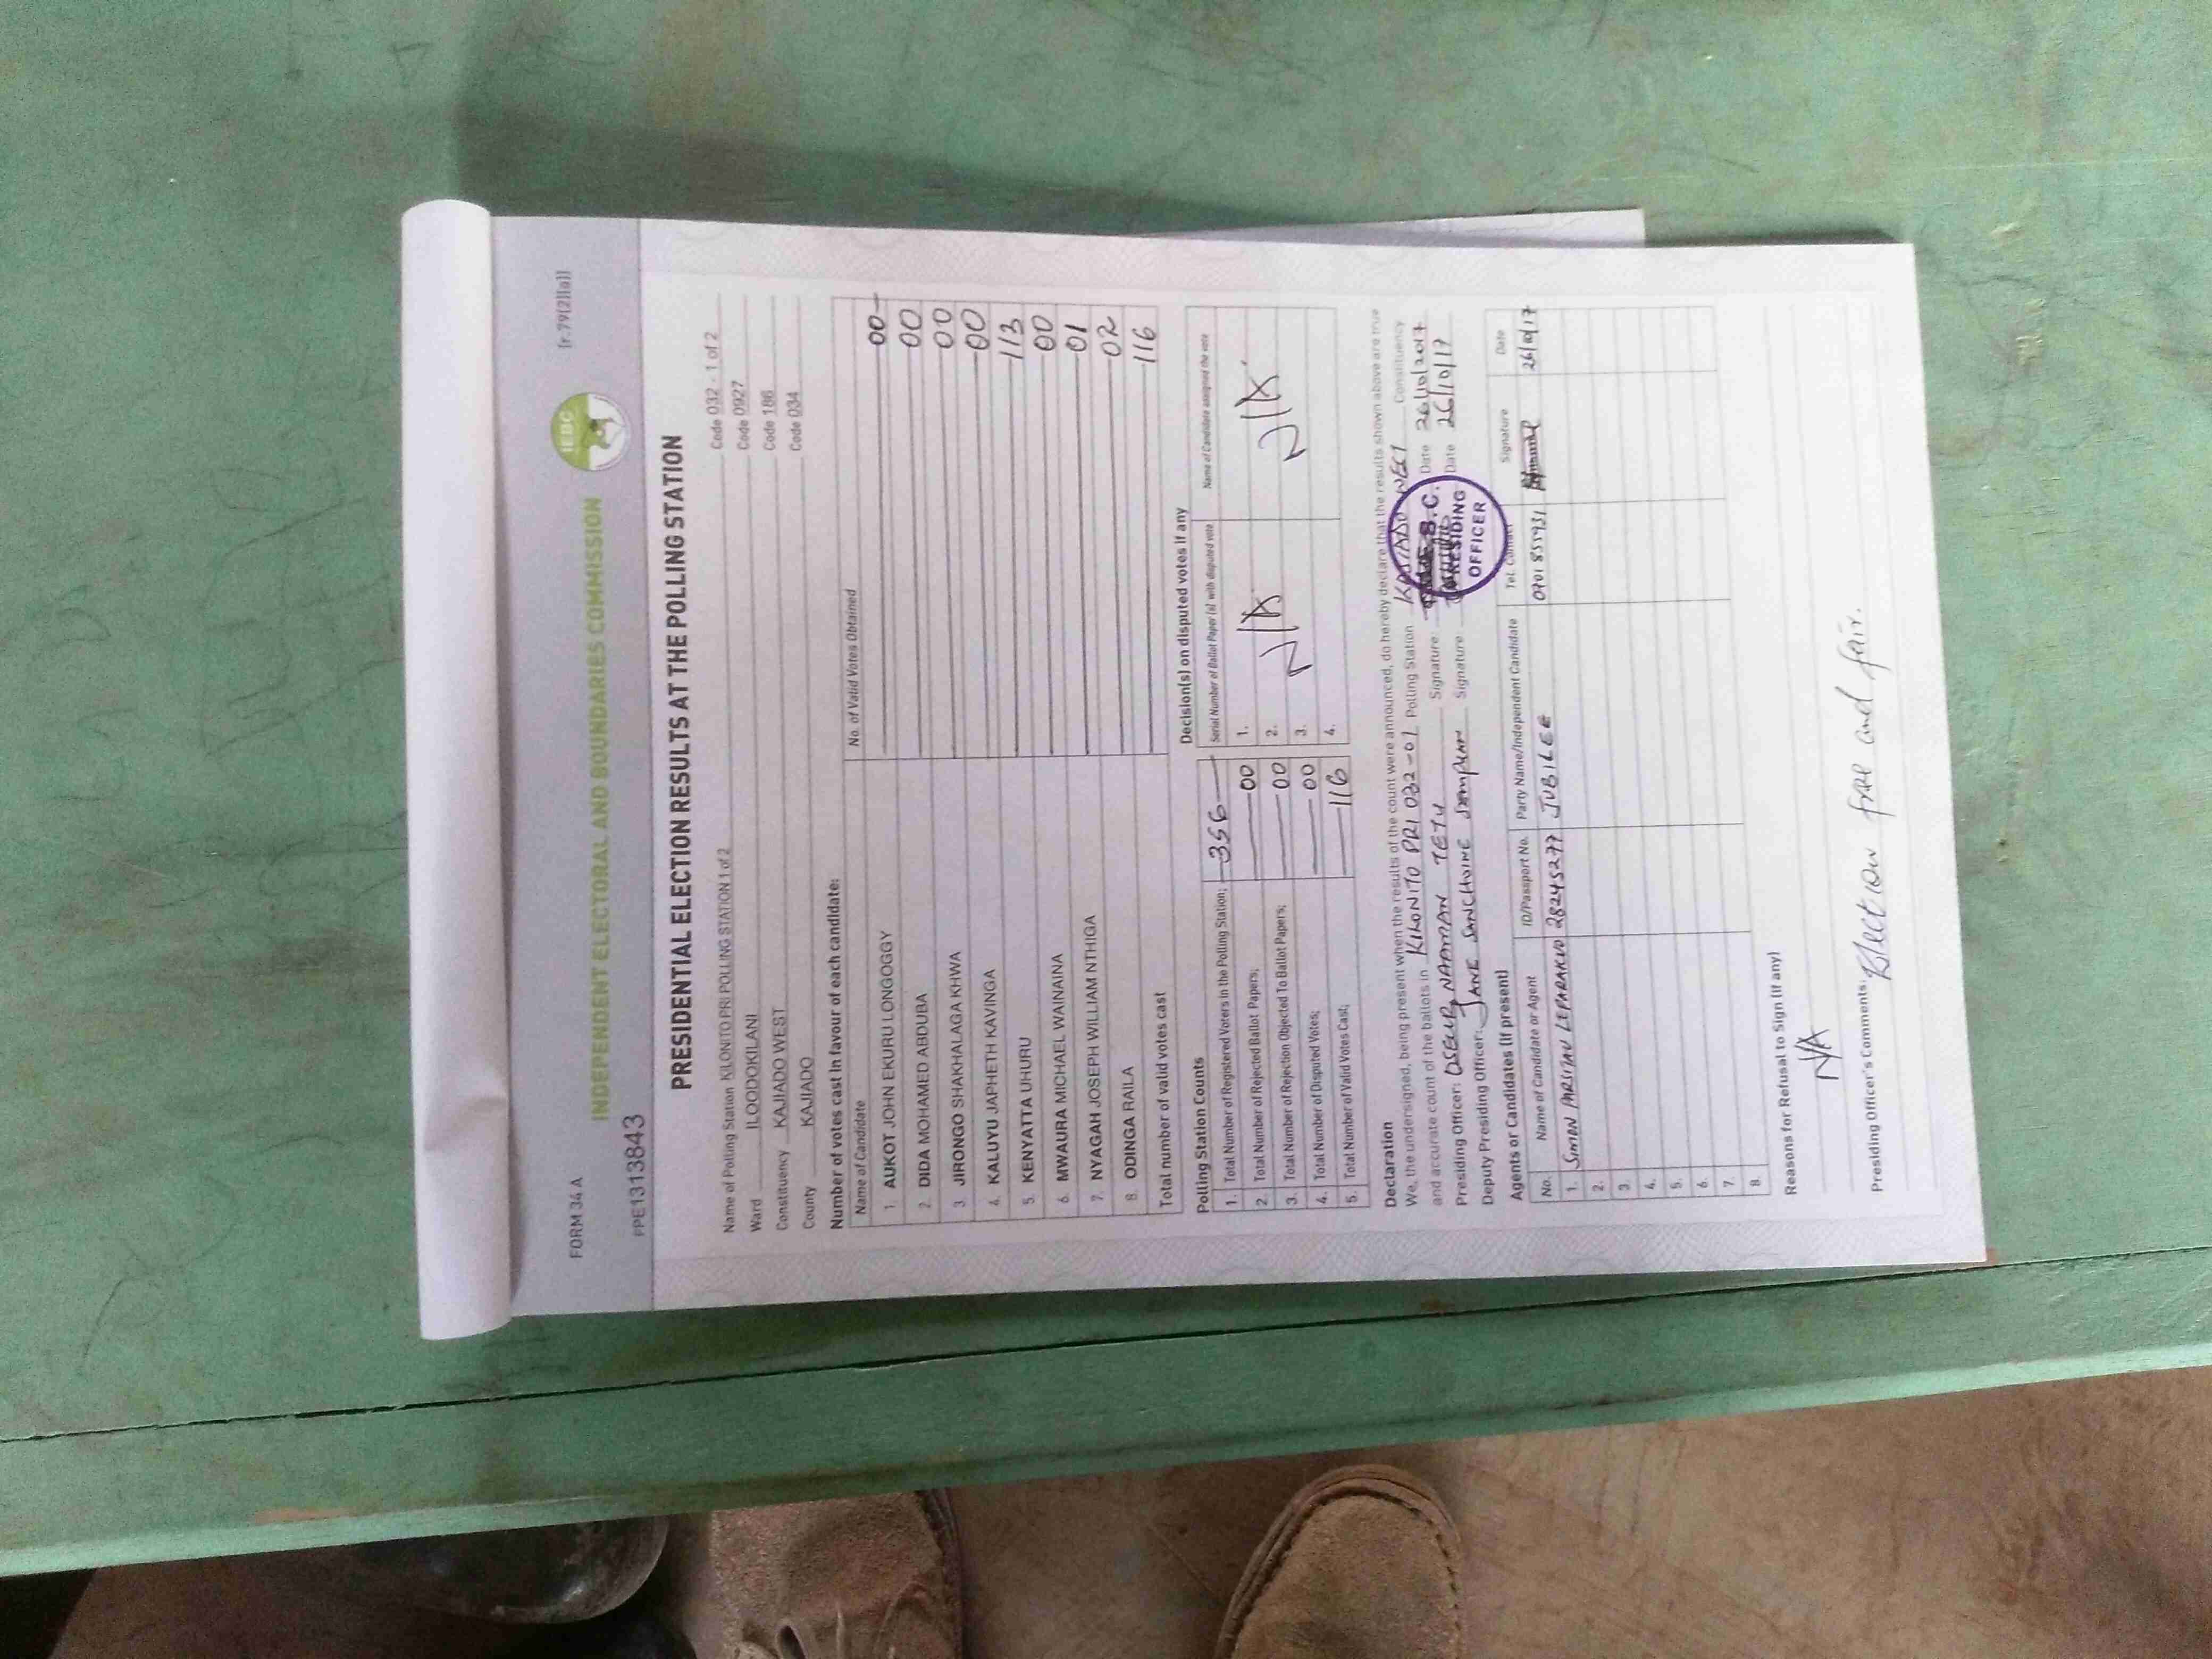 FORM 34 A
[r.79(2)(a)]
IEBC
INDEPENDENT ELECTORAL AND BOUNDARIES COMMISSION
PPE1313843
PRESIDENTIAL ELECTION RESULTS AT THE POLLING STATION
Name of Polling Station KILONITO PRI POLLING STATION 1 of 2 Code 032 - 1 of 2
Ward ILOODOKILANI Code 0927
Constituency KAJIADO WEST Code 186
County KAJIADO Code 034
Number of votes cast in favour of each candidate:
Name of Candidate No. of Valid Votes Obtained
1. AUKOT JOHN EKURU LONGOGGY 00
2. DIDA MOHAMED ABDUBA 00
3 JIRONGO SHAKHALAGA KHWA 00
4. KALUYU JAPHETH KAVINGA 00
5. KENYATTA UHURU 113
6. MWAURA MICHAEL WAINAINA 00
7. NYAGAH JOSEPH WILLIAM NTHIGA 01
8. ODINGA RAILA 02
Total number of valid votes cast 116
Polling Station Counts
1. Total Number of Registered Voters in the Polling Station; 356
2. Total Number of Rejected Ballot Papers; 00
3. Total Number of Rejection Objected To Ballot Papers; 00
4. Total Number of Disputed Votes; 00
5. Total Number of Valid Votes Cast; 116
Decision(s) on disputed votes if any
Serial Number of Ballot Paper (s) with disputed vote Name of Candidate assigned the vote
1. N/A N/A
2. N/A N/A
3.
4.
Declaration
We, the undersigned, being present when the results of the count were announced, do hereby declare that the results shown above are true
and accurate count of the ballots in KILONITO PRI 032-01 Polling Station KAJIADO WEST Constituency
Presiding Officer: NAAMAN TETU Signature: Date 26/10/2017
Deputy Presiding Officer: JANE Signature: Date 26/10/17
PRESIDING
OFFICER
Agents or Candidates (if present)
No. Name of Candidate or Agent ID/Passport No. Party Name/Independent Candidate Tel. Contact Signature Date
1. SIMON 28245277 JUBILEE 26/10/17
2.
3.
4.
5.
6.
7.
8.
Reasons for Refusal to Sign (if any)
N/A
Presiding Officer's Comments: Election free and fair.